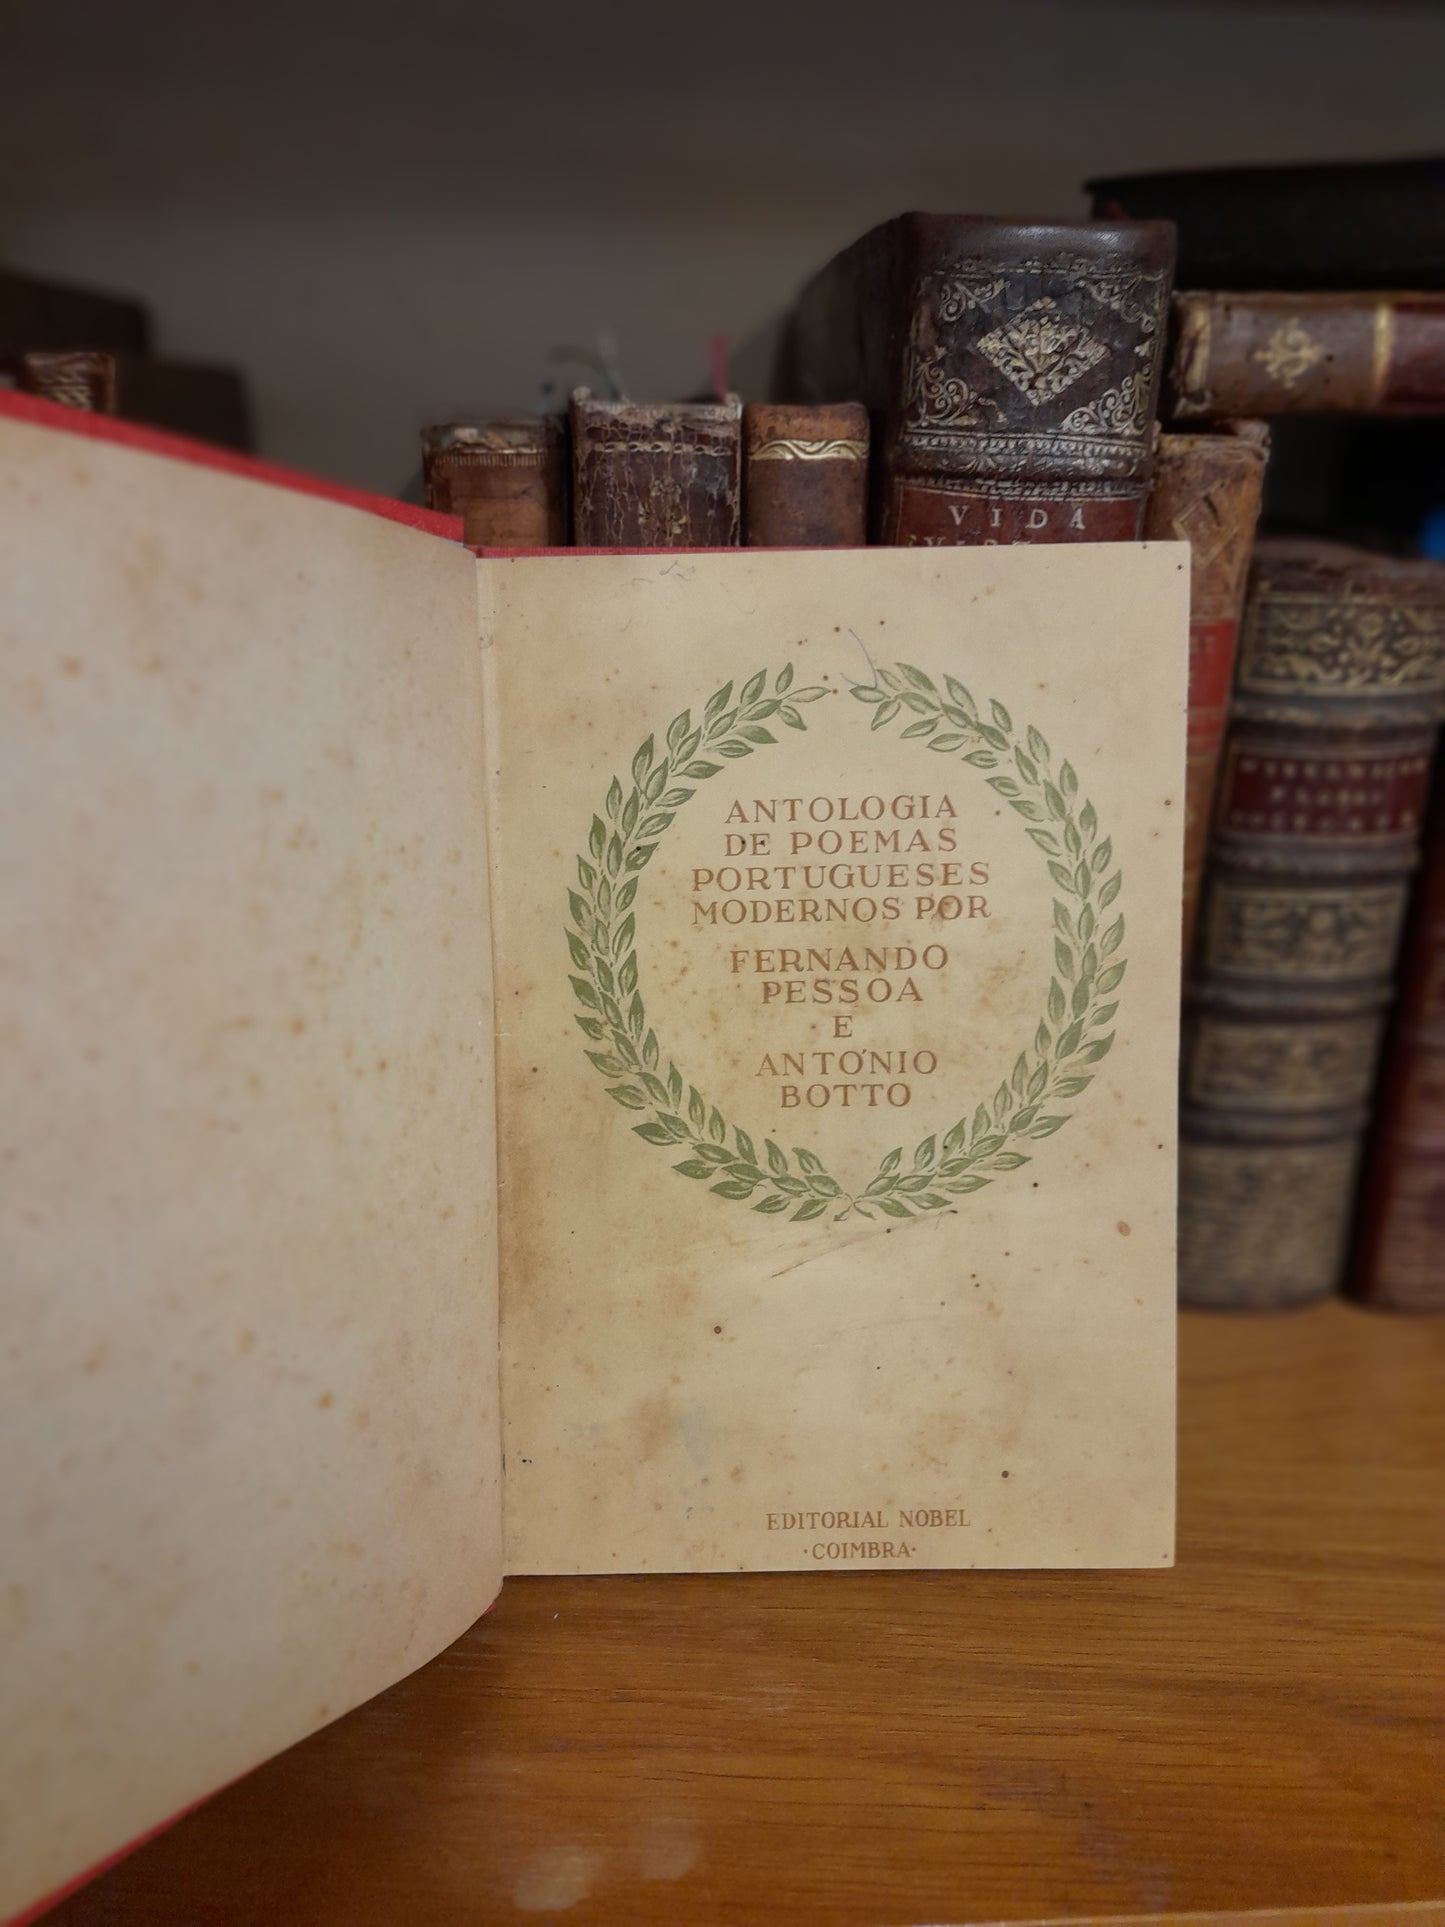 VIDA
ANTOLOGIA
DE POEMAS
PORTUGUESES
MODERNOS POR
FERNANDO
PESSOA
E
ANTÓNIO
BOTTO
EDITORIAL NOBEL
·COIMBRA·